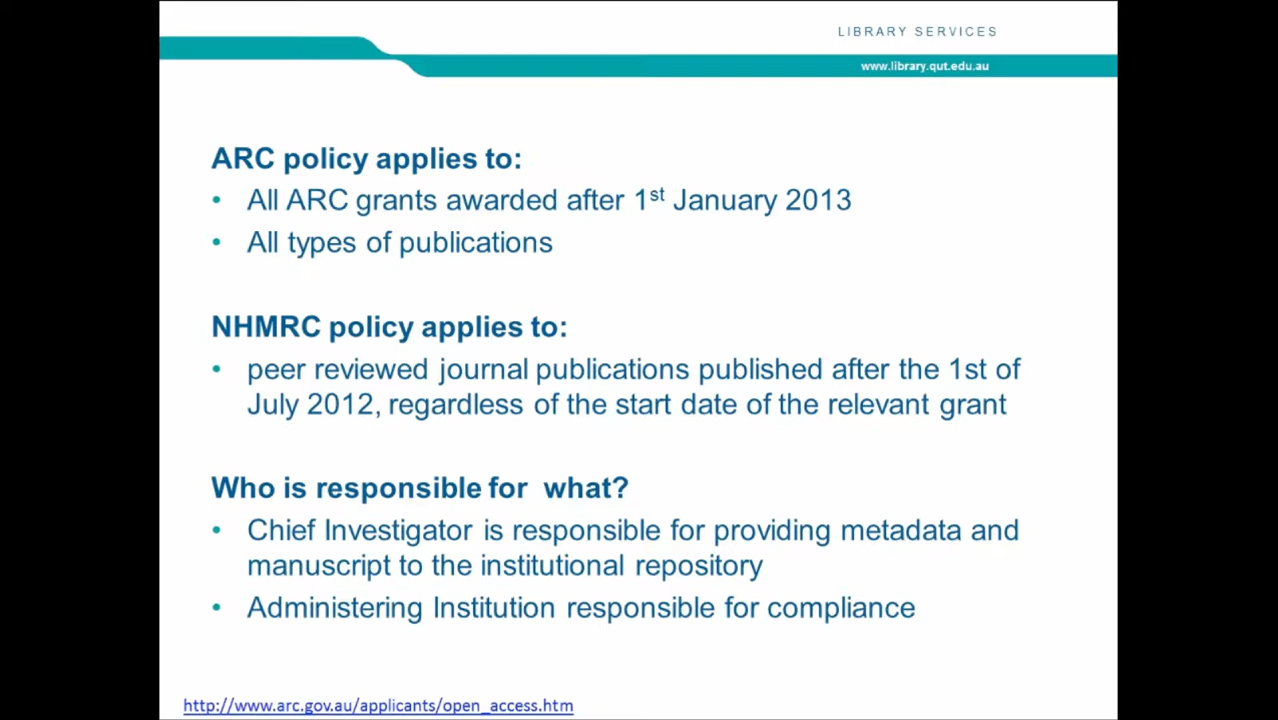 LIBRARY SERVICES
www.library.qut.edu.au
ARC policy applies to:
• All ARC grants awarded after 1st January 2013
• All types of publications
NHMRC policy applies to:
• peer reviewed journal publications published after the 1st of
July 2012, regardless of the start date of the relevant grant
Who is responsible for what?
• Chief Investigator is responsible for providing metadata and
manuscript to the institutional repository
• Administering Institution responsible for compliance
http://www.arc.gov.au/applicants/open_access.htm